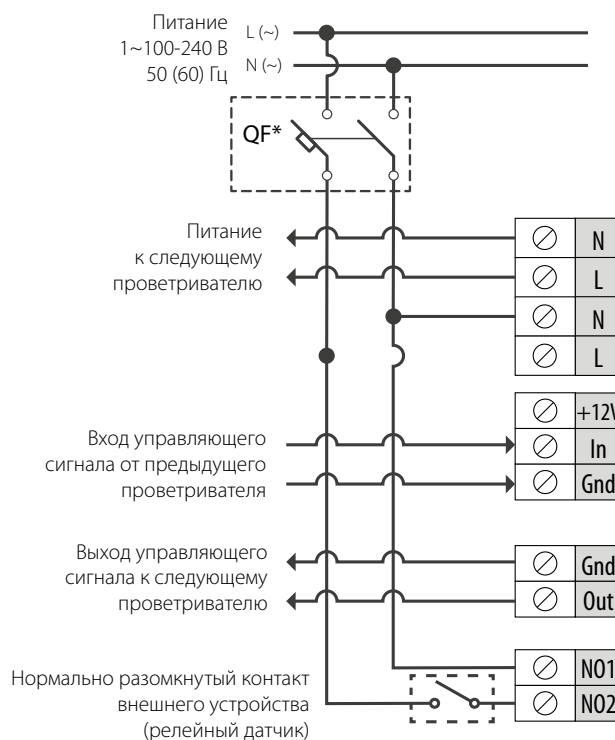 Питание
1~100-240 В
50 (60) Гц
L (~)
N (~)
QF*
Питание
к следующему
проветривателю
N
L
N
L
+12V
Вход управляющего
сигнала от предыдущего
проветривателя
In
Gnd
Выход управляющего
сигнала к следующему
проветривателю
Gnd
Out
Нормально разомкнутый контакт
внешнего устройства
(релейный датчик)
NO1
NO2